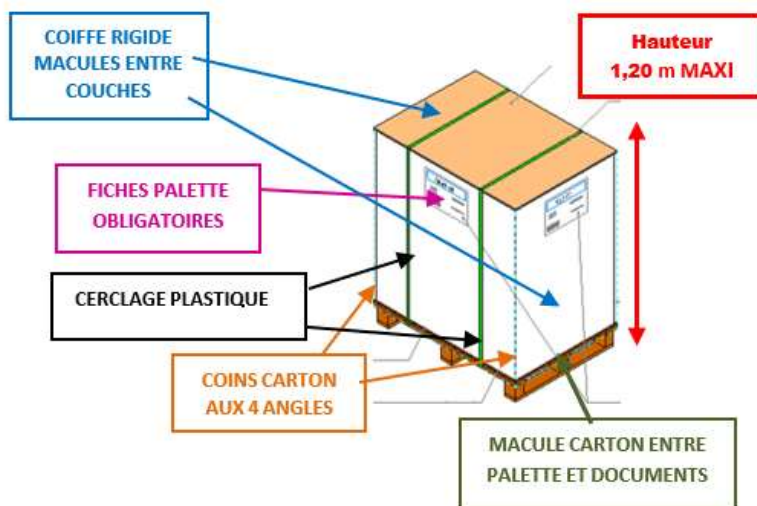 COIFFE RIGIDE
MACULES ENTRE
COUCHES
Hauteur
1,20 m MAXI
FICHES PALETTE
OBLIGATOIRES
CERCLAGE PLASTIQUE
COINS CARTON
AUX 4 ANGLES
MACULE CARTON ENTRE
PALETTE ET DOCUMENTS